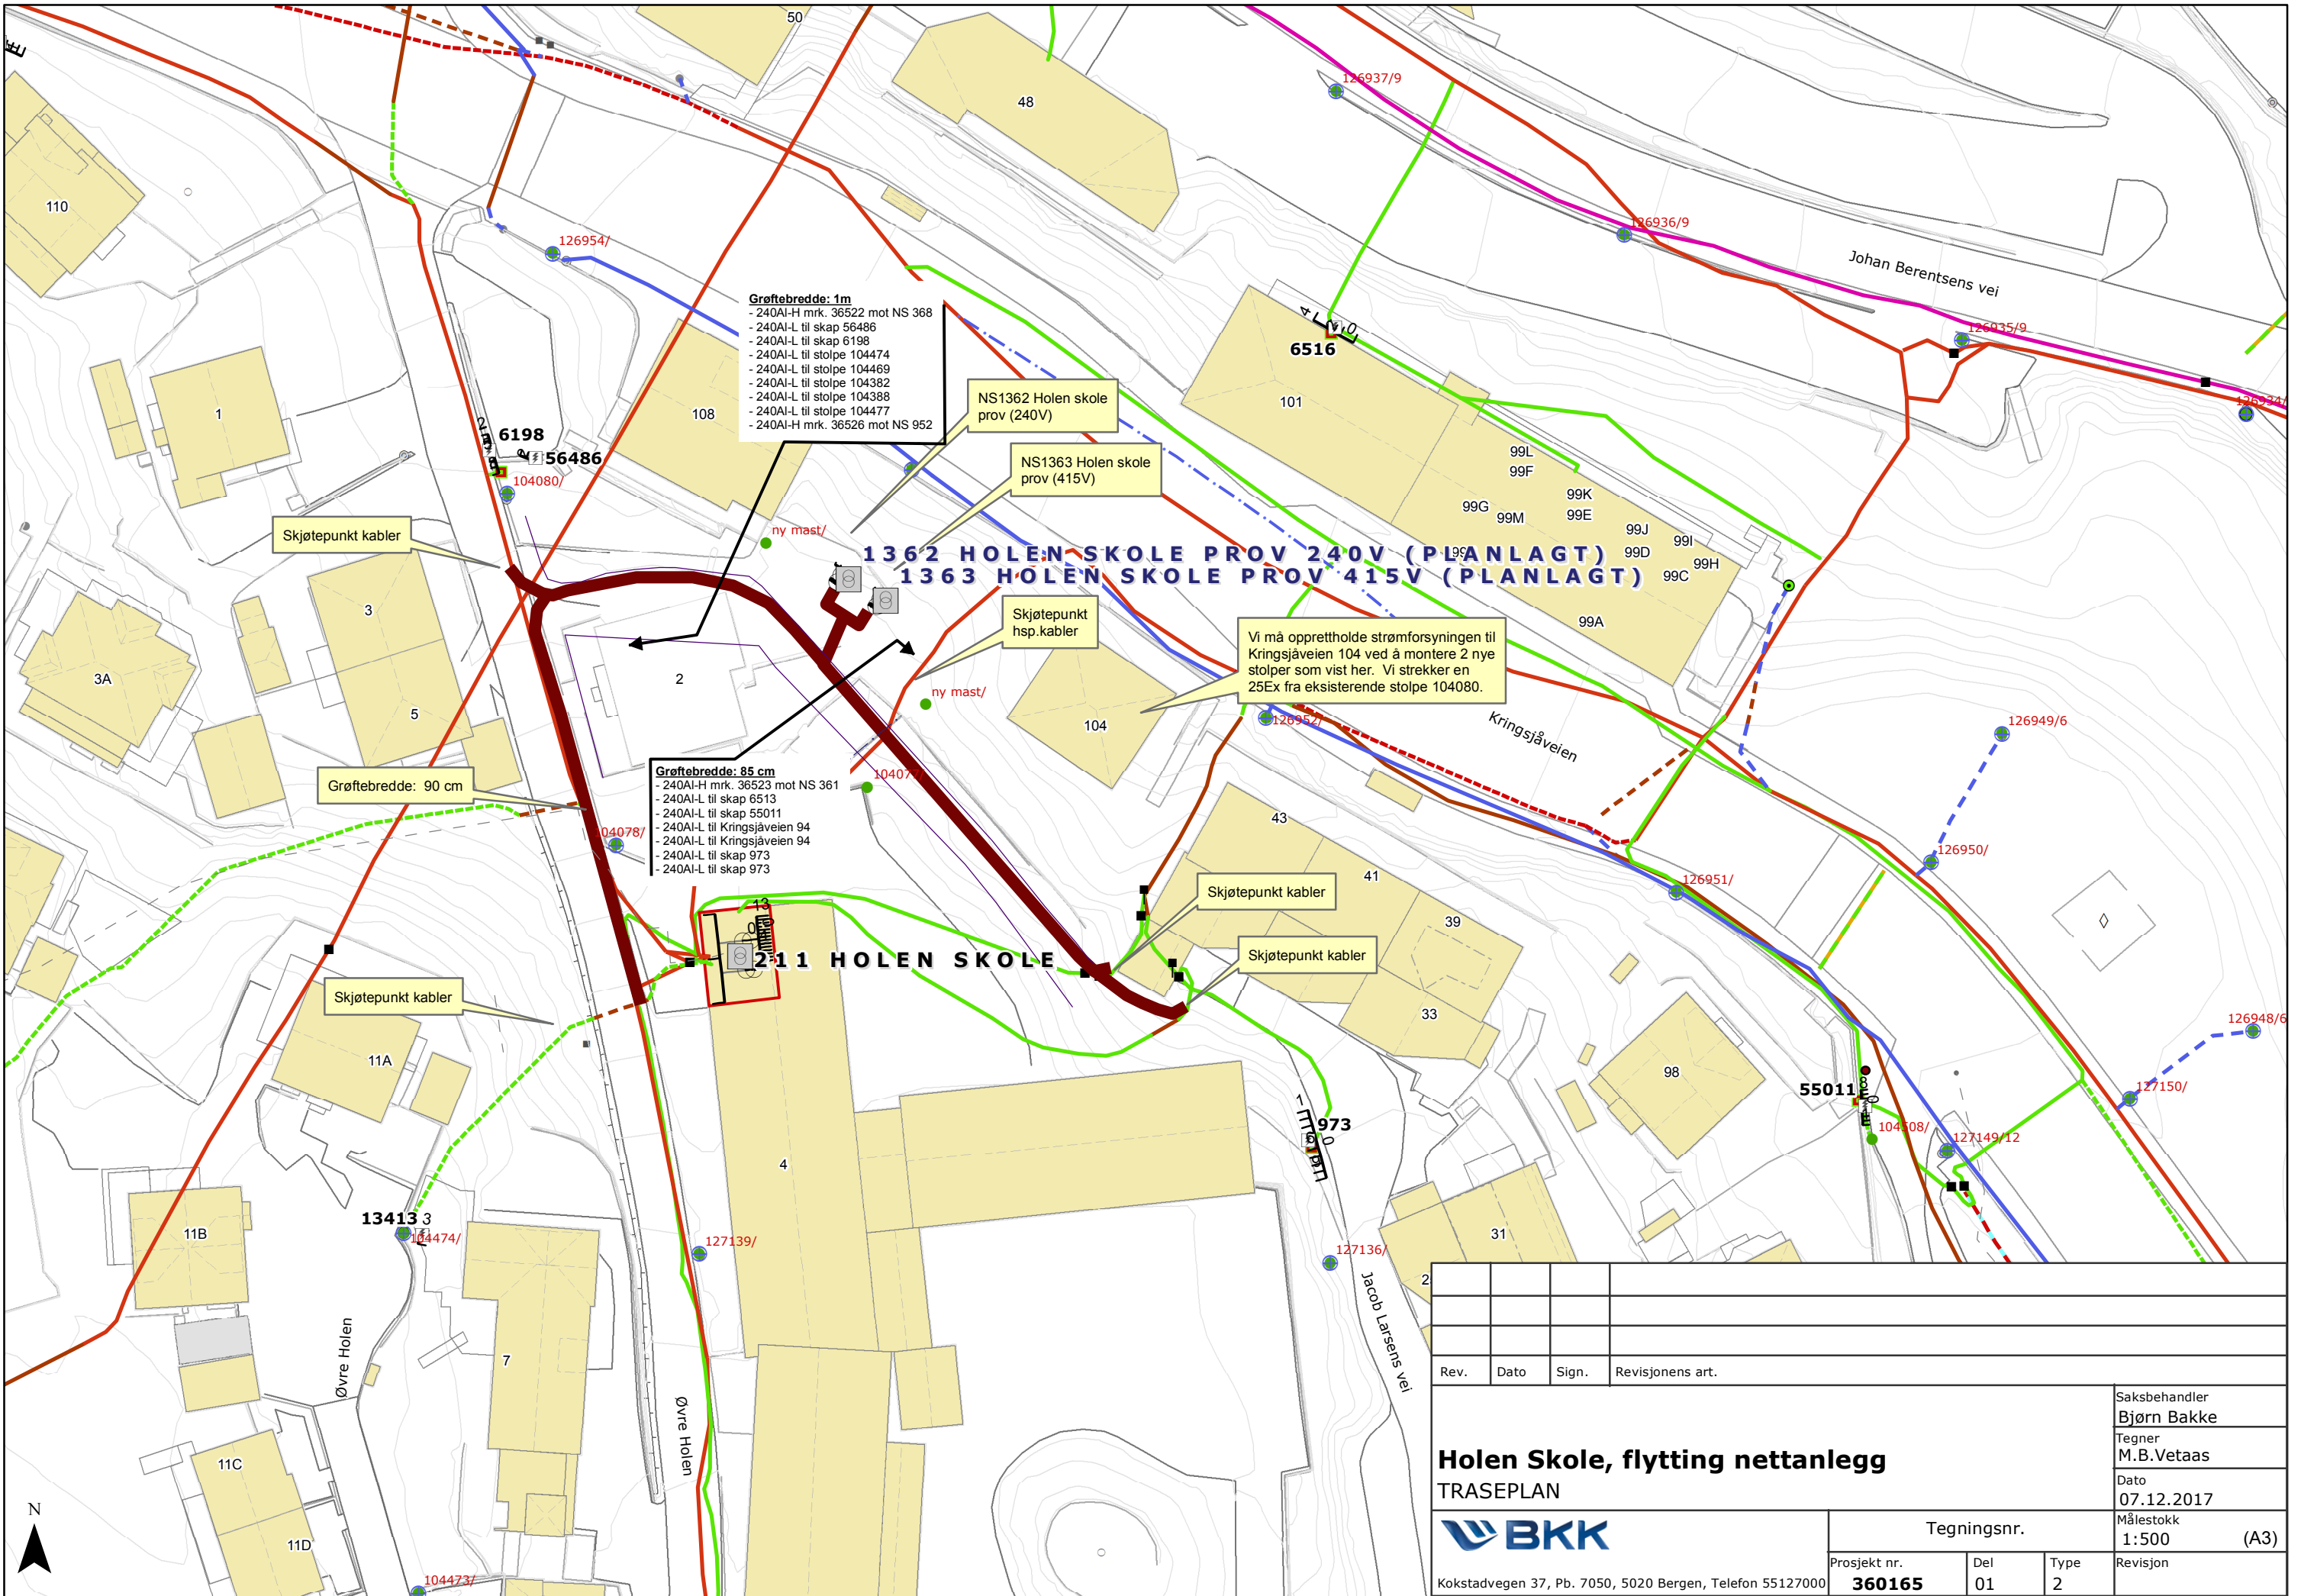 50
48
110
126937/9
126936/9
Johan Berentsens vei
126935/9
126934/
126954/
Grøftebredde: 1m
- 240Al-H mrk. 36522 mot NS 368
- 240Al-L til skap 56486
- 240Al-L til skap 6198
- 240Al-L til stolpe 104474
- 240Al-L til stolpe 104469
- 240Al-L til stolpe 104382
- 240Al-L til stolpe 104388
- 240Al-L til stolpe 104477
- 240Al-H mrk. 36526 mot NS 952
6516
101
1
108
NS1362 Holen skole
prov (240V)
NS1363 Holen skole
prov (415V)
6198
56486
104080/
99L
99F
99K
99G
99M
99E
99J
99I
99D
99H
99C
99A
Skjøtepunkt kabler
ny mast/
1362 HOLEN SKOLE PROV 240V (PLANLAGT)
1363 HOLEN SKOLE PROV 415V (PLANLAGT)
3
3A
5
2
Skjøtepunkt
hsp.kabler
Vi må opprettholde strømforsyningen til
Kringsjåveien 104 ved å montere 2 nye
stolper som vist her. Vi strekker en
25Ex fra eksisterende stolpe 104080.
ny mast/
104
126952/
Kringsjåveien
126949/6
Grøftebredde: 90 cm
Grøftebredde: 85 cm
- 240Al-H mrk. 36523 mot NS 361
- 240Al-L til skap 6513
- 240Al-L til skap 55011
- 240Al-L til Kringsjåveien 94
- 240Al-L til Kringsjåveien 94
- 240Al-L til skap 973
- 240Al-L til skap 973
104077/
104078/
43
41
39
33
126950/
126951/
Skjøtepunkt kabler
Skjøtepunkt kabler
211 HOLEN SKOLE
Skjøtepunkt kabler
11A
98
126948/6
127150/
55011
104508/
127149/12
973
4
13413 3
104474/
11B
127139/
127136/
31
7
Øvre Holen
Øvre Holen
Jacob Larsens vei
11C
11D
104473/
N
Rev.
Dato
Sign.
Revisjonens art.
Saksbehandler
Bjørn Bakke
Tegner
M.B.Vetaas
Dato
07.12.2017
Målestokk
1:500 (A3)
Revisjon
Holen Skole, flytting nettanlegg
TRASEPLAN
BKK
Kokstadvegen 37, Pb. 7050, 5020 Bergen, Telefon 55127000
Tegningsnr.
Prosjekt nr.
360165
Del
01
Type
2